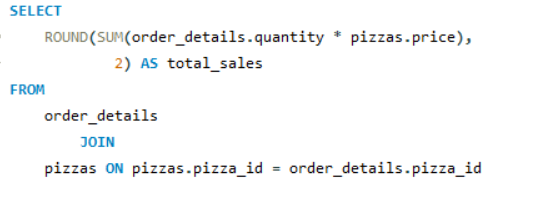 SELECT
ROUND(SUM(order_details.quantity * pizzas.price),
2) AS total_sales
FROM
order_details
JOIN
pizzas ON pizzas.pizza_id = order_details.pizza_id